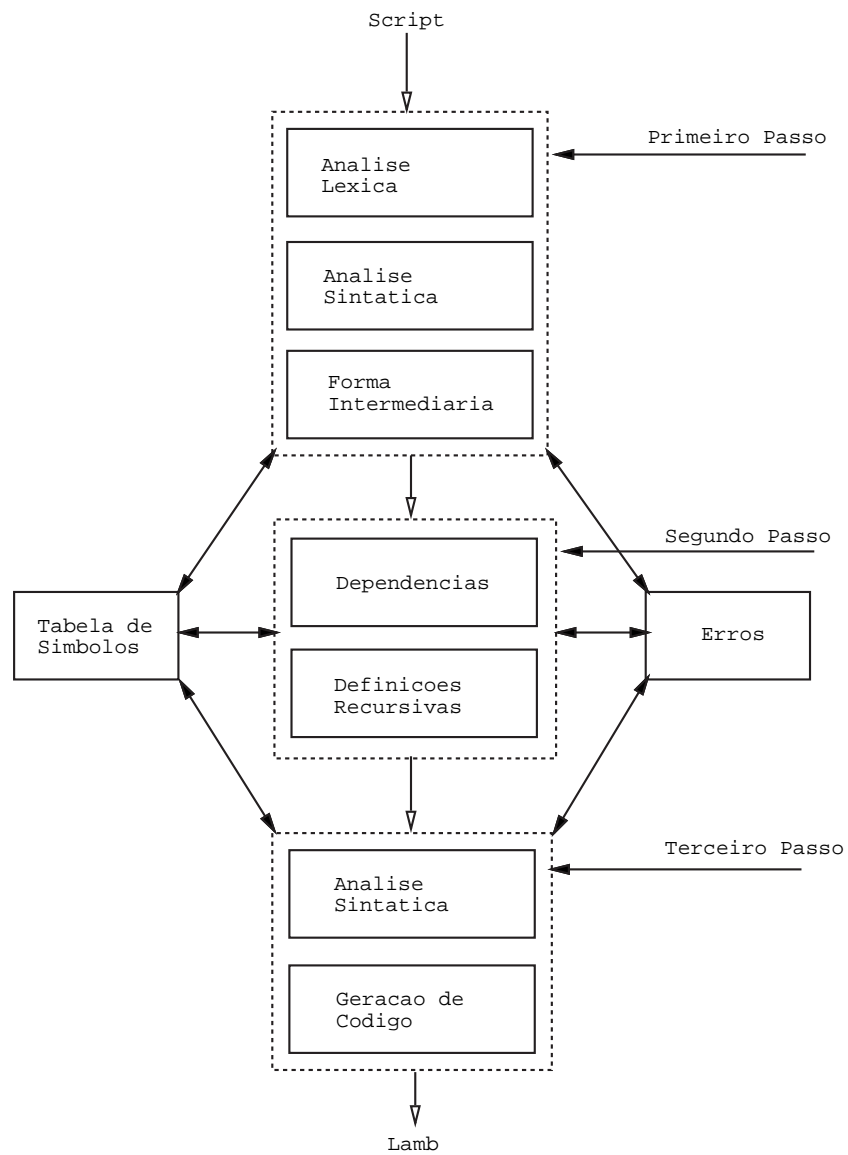 Script
Primeiro Passo
Analise
Lexica
Analise
Sintatica
Forma
Intermediaria
Segundo Passo
Dependencias
Tabela de
Simbolos
Erros
Definicoes
Recursivas
Terceiro Passo
Analise
Sintatica
Geracao de
Codigo
Lamb